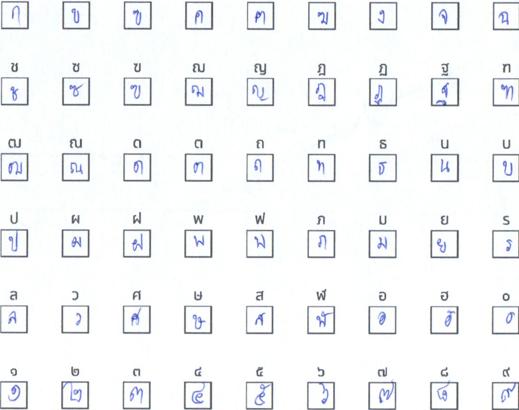 ก ข ฃ ค ฅ ฆ ง จ ฉ
ช ซ ฃ ฌ ญ ฎ ฏ ฐ ฑ
ช ซ ฃ ฌ ญ ฎ ฏ ฐ ฑ
ฒ ณ ด ต ถ ท ธ น บ
ฒ ณ ด ต ถ ท ธ น บ
ป ผ ฝ พ ฟ ภ ม ย ร
ป ผ ฝ พ ฟ ภ ม ย ร
ล ว ศ ษ ส ฬ อ ฮ ๐
ล ว ศ ษ ส ฬ อ ฮ ๐
๑ ๒ ๓ ๔ ๕ ๖ ๗ ๘ ๙
๑ ๒ ๓ ๔ ๕ ๖ ๗ ๘ ๙